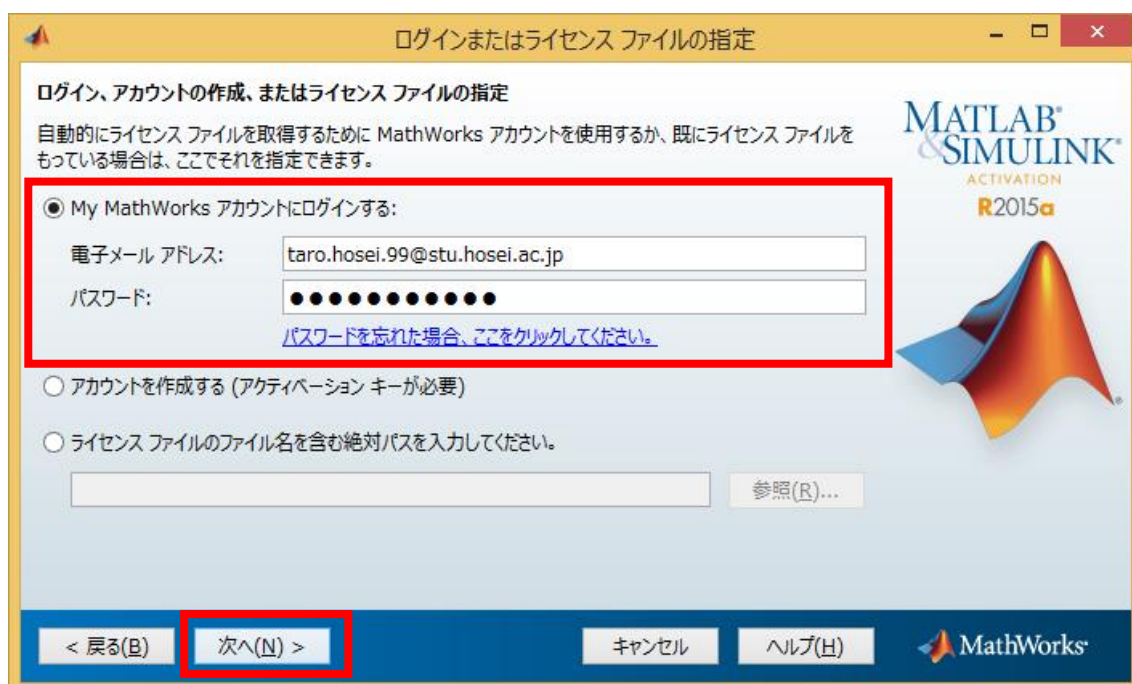 ログインまたはライセンス ファイルの指定
ログイン、アカウントの作成、またはライセンス ファイルの指定
自動的にライセンス ファイルを取得するために MathWorks アカウントを使用するか、既にライセンス ファイルを
もっている場合は、ここでそれを指定できます。
MATLAB®
&SIMULINK®
ACTIVATION
R2015a
My MathWorks アカウントにログインする:
電子メール アドレス: taro.hosei.99@stu.hosei.ac.jp
パスワード: ●●●●●●●●●●●
パスワードを忘れた場合、ここをクリックしてください。
アカウントを作成する (アクティベーション キーが必要)
ライセンス ファイルのファイル名を含む絶対パスを入力してください。
参照(R)...
< 戻る(B) 次へ(N) > キャンセル ヘルプ(H) MathWorks®